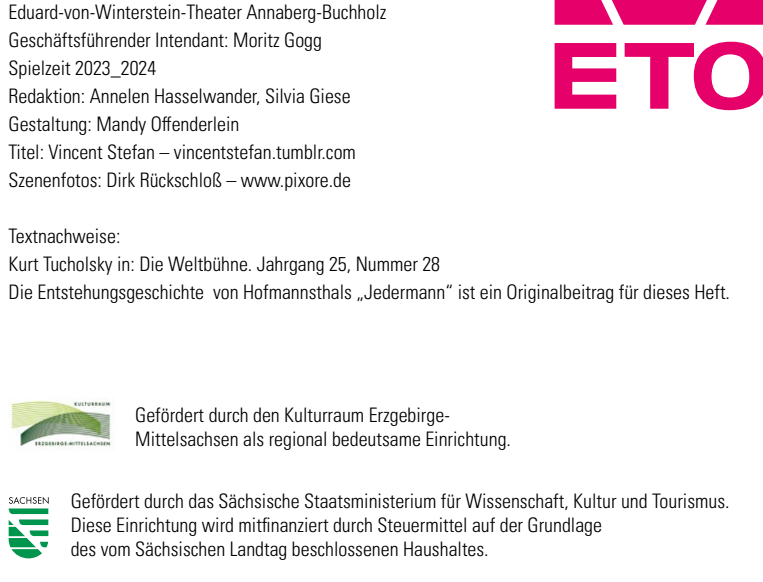 Eduard-von-Winterstein-Theater Annaberg-Buchholz
Geschäftsführender Intendant: Moritz Gogg
Spielzeit 2023_2024
Redaktion: Annelen Hasselwander, Silvia Giese
Gestaltung: Mandy Offenderlein
Titel: Vincent Stefan – vincentstefan.tumblr.com
Szenenfotos: Dirk Rückschloß – www.pixore.de
ETO
Textnachweise:
Kurt Tucholsky in: Die Weltbühne. Jahrgang 25, Nummer 28
Die Entstehungsgeschichte von Hofmannsthals „Jedermann“ ist ein Originalbeitrag für dieses Heft.
KULTURRAUM
ERZGEBIRGE-MITTELSACHSEN
Gefördert durch den Kulturraum Erzgebirge-
Mittelsachsen als regional bedeutsame Einrichtung.
SACHSEN
Gefördert durch das Sächsische Staatsministerium für Wissenschaft, Kultur und Tourismus.
Diese Einrichtung wird mitfinanziert durch Steuermittel auf der Grundlage
des vom Sächsischen Landtag beschlossenen Haushaltes.